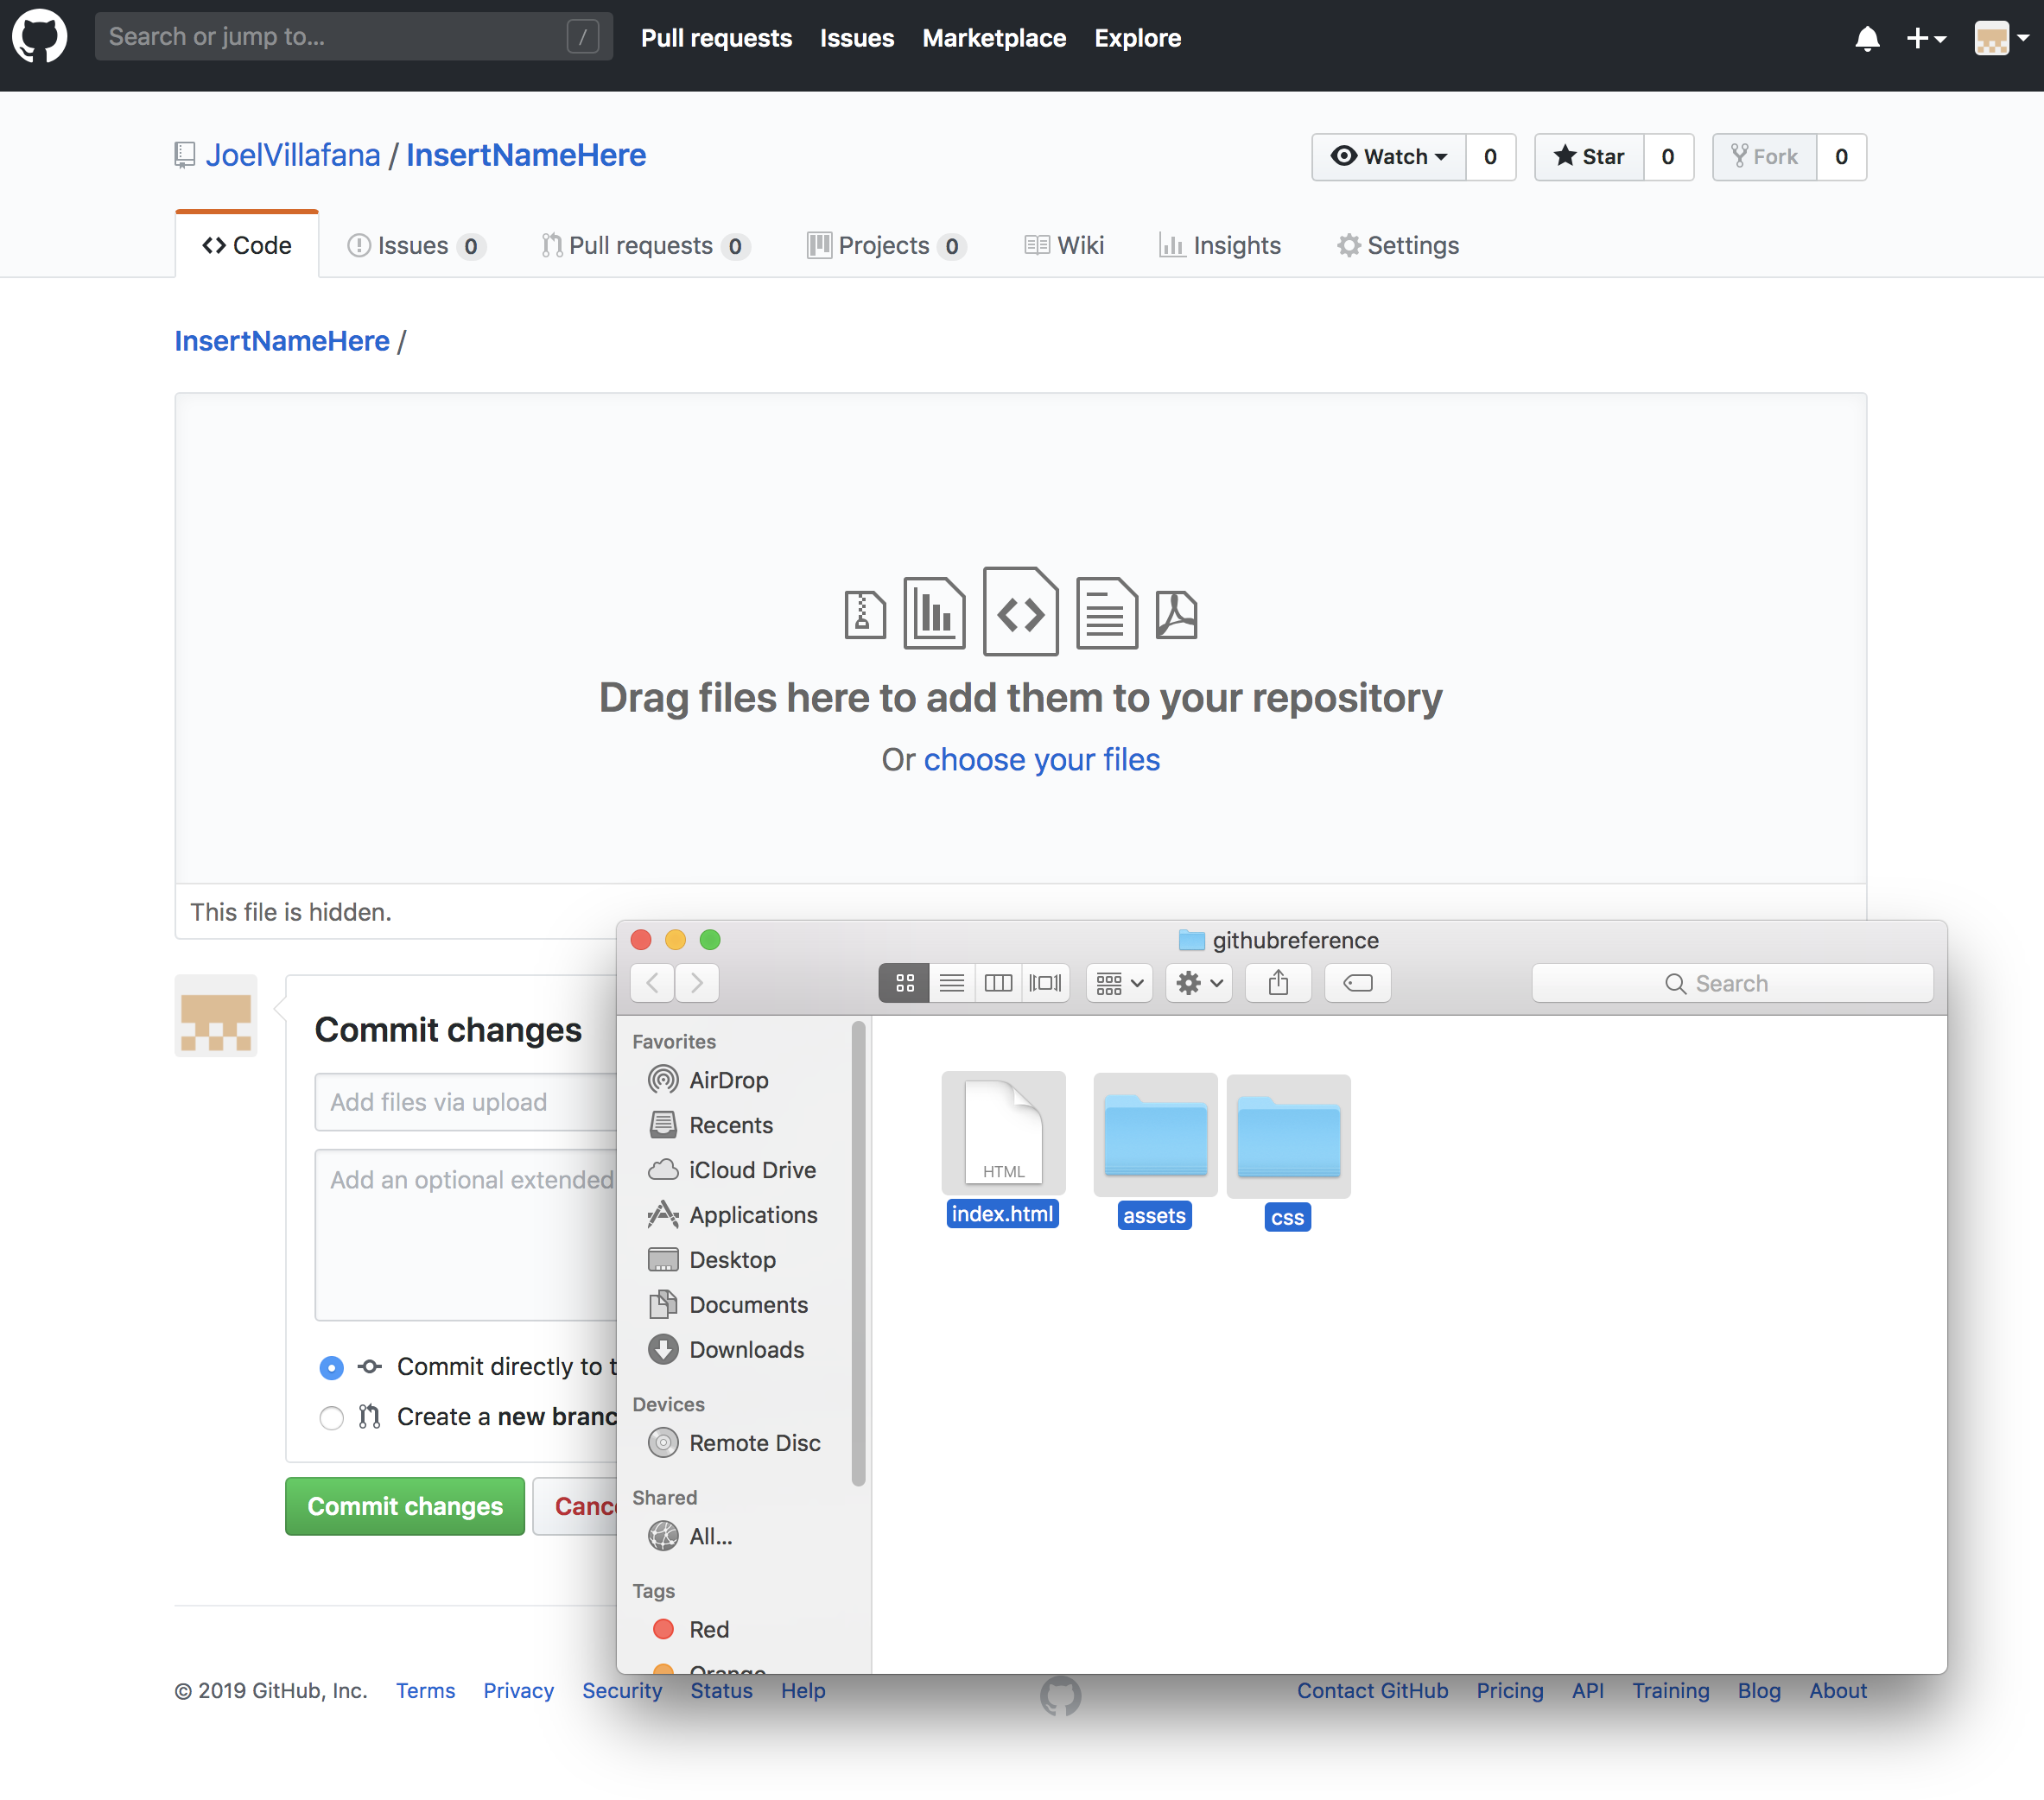 Search or jump to... /
Pull requests Issues Marketplace Explore
JoelVillafana / InsertNameHere
Watch 0 Star 0 Fork 0
Code Issues 0 Pull requests 0 Projects 0 Wiki Insights Settings
InsertNameHere /
Drag files here to add them to your repository
Or choose your files
This file is hidden.
Commit changes
Add files via upload
Add an optional extended
Commit directly to t
Create a new branc
Commit changes Canc
githubreference
Search
Favorites
AirDrop
Recents
iCloud Drive
Applications
Desktop
Documents
Downloads
Devices
Remote Disc
Shared
All...
Tags
Red
Orange
HTML
index.html assets css
© 2019 GitHub, Inc. Terms Privacy Security Status Help
Contact GitHub Pricing API Training Blog About